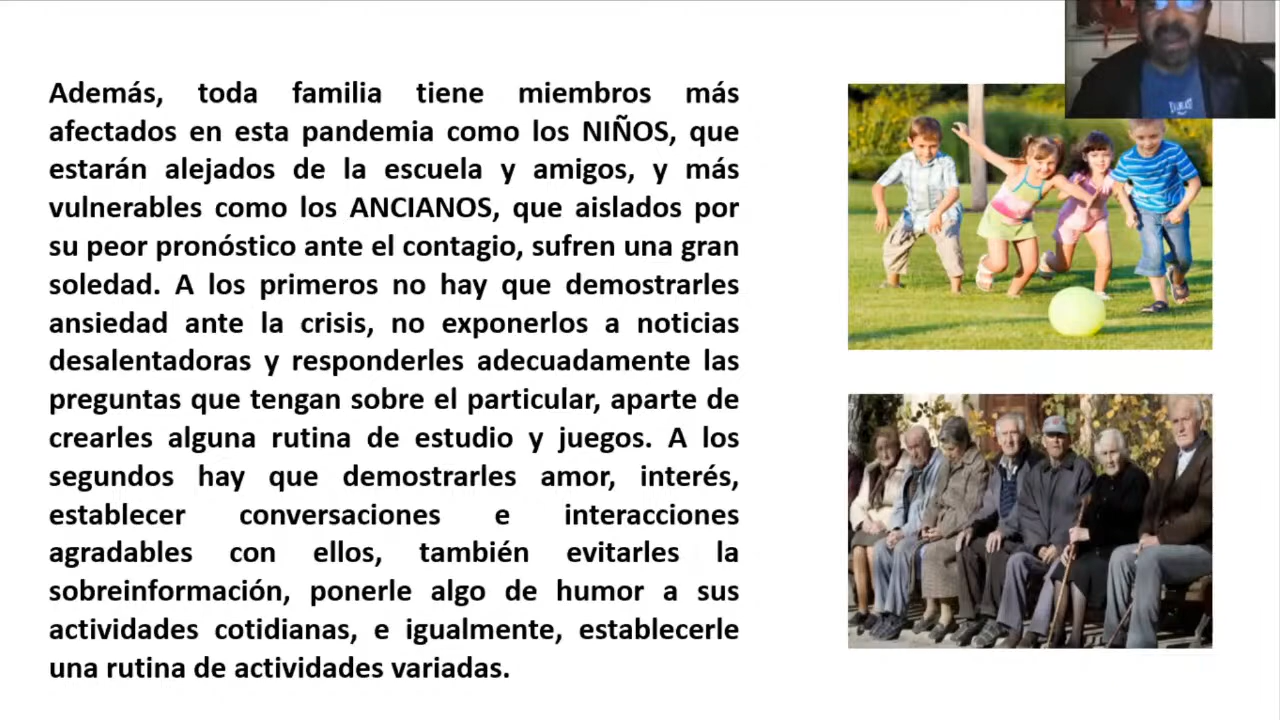 Además, toda familia tiene miembros más
afectados en esta pandemia como los NIÑOS, que
estarán alejados de la escuela y amigos, y más
vulnerables como los ANCIANOS, que aislados por
su peor pronóstico ante el contagio, sufren una gran
soledad. A los primeros no hay que demostrarles
ansiedad ante la crisis, no exponerlos a noticias
desalentadoras y responderles adecuadamente las
preguntas que tengan sobre el particular, aparte de
crearles alguna rutina de estudio y juegos. A los
segundos hay que demostrarles amor, interés,
establecer conversaciones e interacciones
agradables con ellos, también evitarles la
sobreinformación, ponerle algo de humor a sus
actividades cotidianas, e igualmente, establecerle
una rutina de actividades variadas.